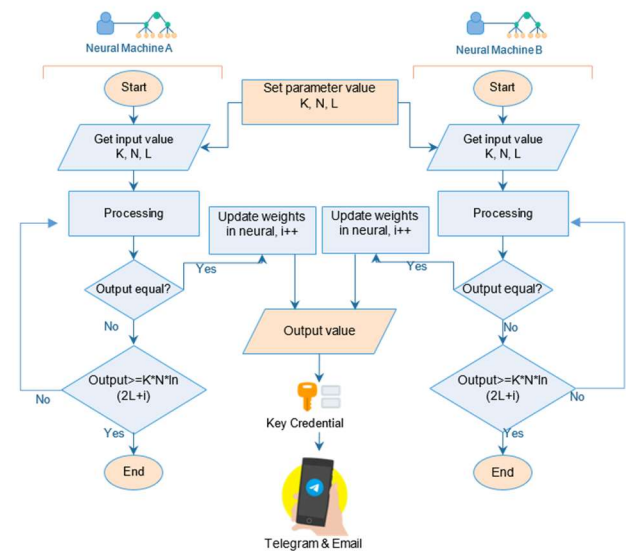 Neural Machine A
Neural Machine B
Start
Set parameter value
K, N, L
Start
Get input value
K, N, L
Get input value
K, N, L
Processing
Update weights
in neural, i++
Update weights
in neural, i++
Processing
Output equal?
Yes
Yes
Output equal?
No
Output value
No
Output>=K*N*ln
(2L+i)
Output>=K*N*ln
(2L+i)
No
No
Key Credential
Yes
Yes
End
End
Telegram & Email